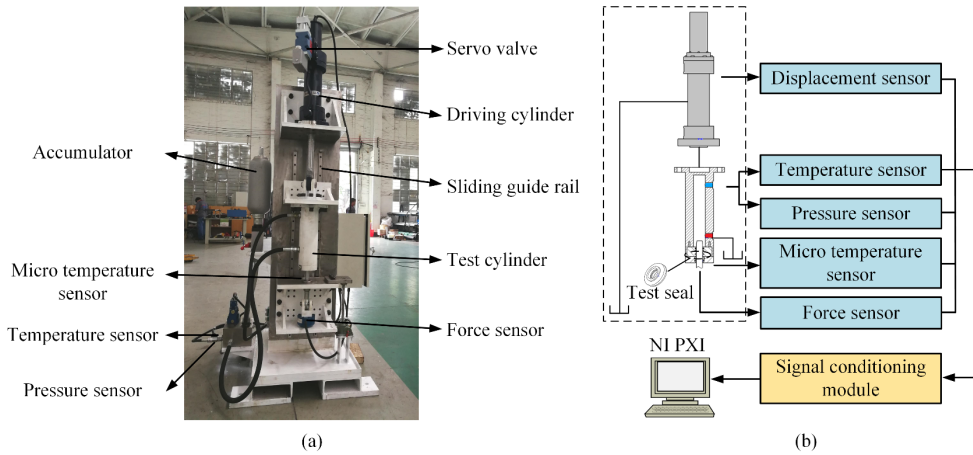 Servo valve
Driving cylinder
Accumulator
Sliding guide rail
Test cylinder
Micro temperature
sensor
Temperature sensor
Force sensor
Pressure sensor
(a)
Displacement sensor
Temperature sensor
Pressure sensor
Micro temperature
sensor
Test seal
Force sensor
NI PXI
Signal conditioning
module
(b)